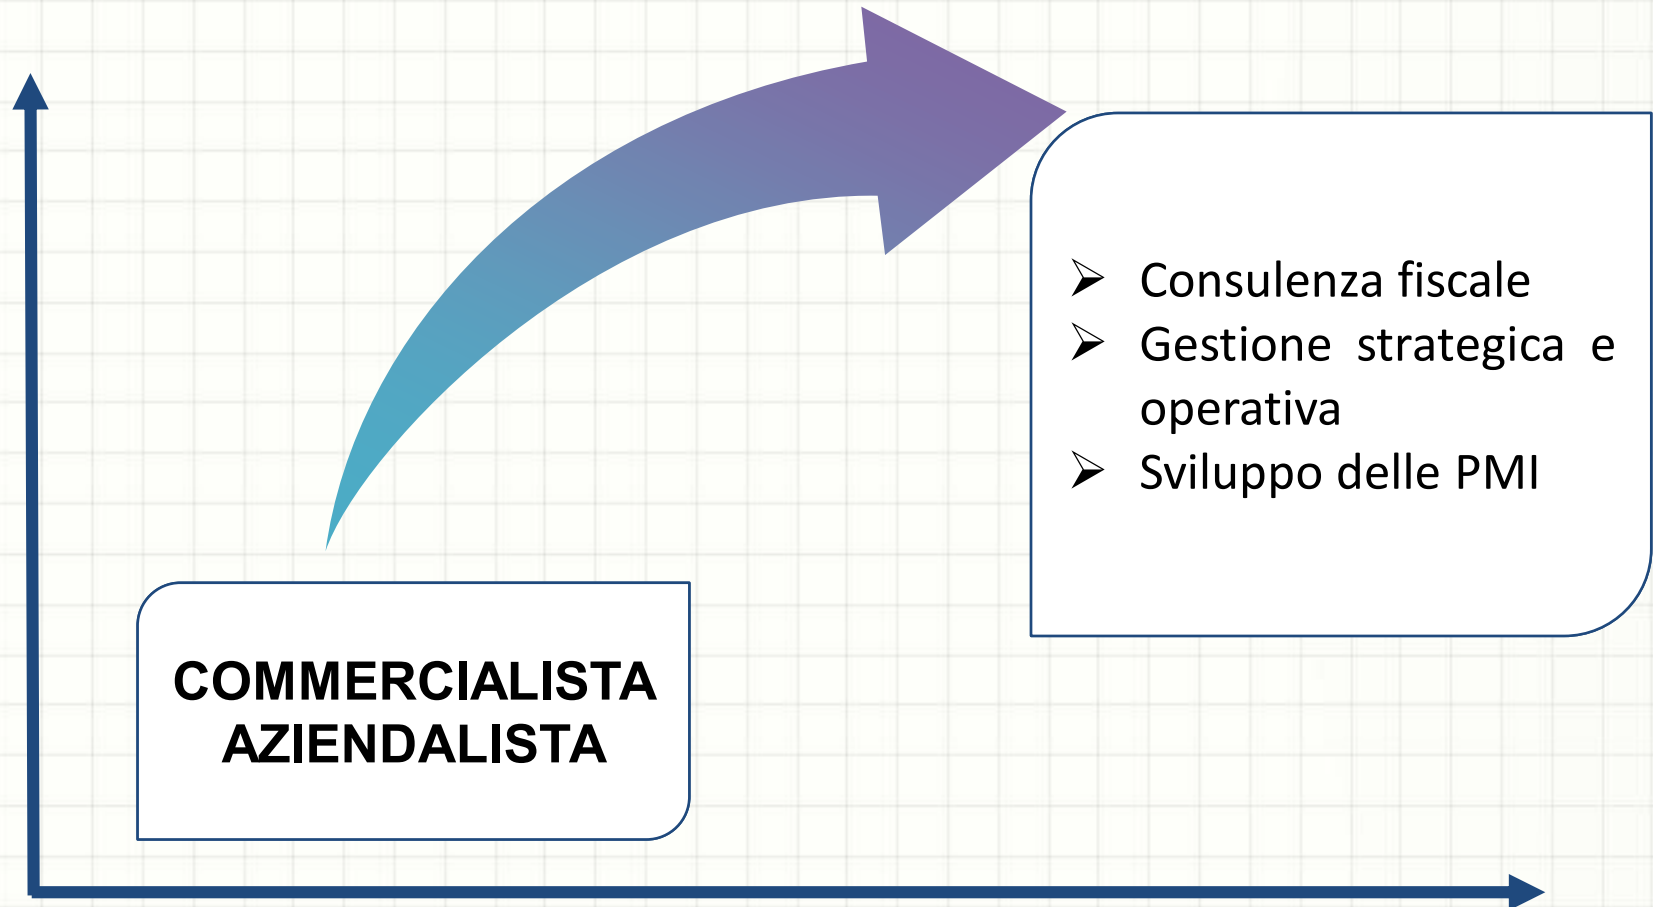 Consulenza fiscale
Gestione strategica e
operativa
Sviluppo delle PMI
COMMERCIALISTA
AZIENDALISTA